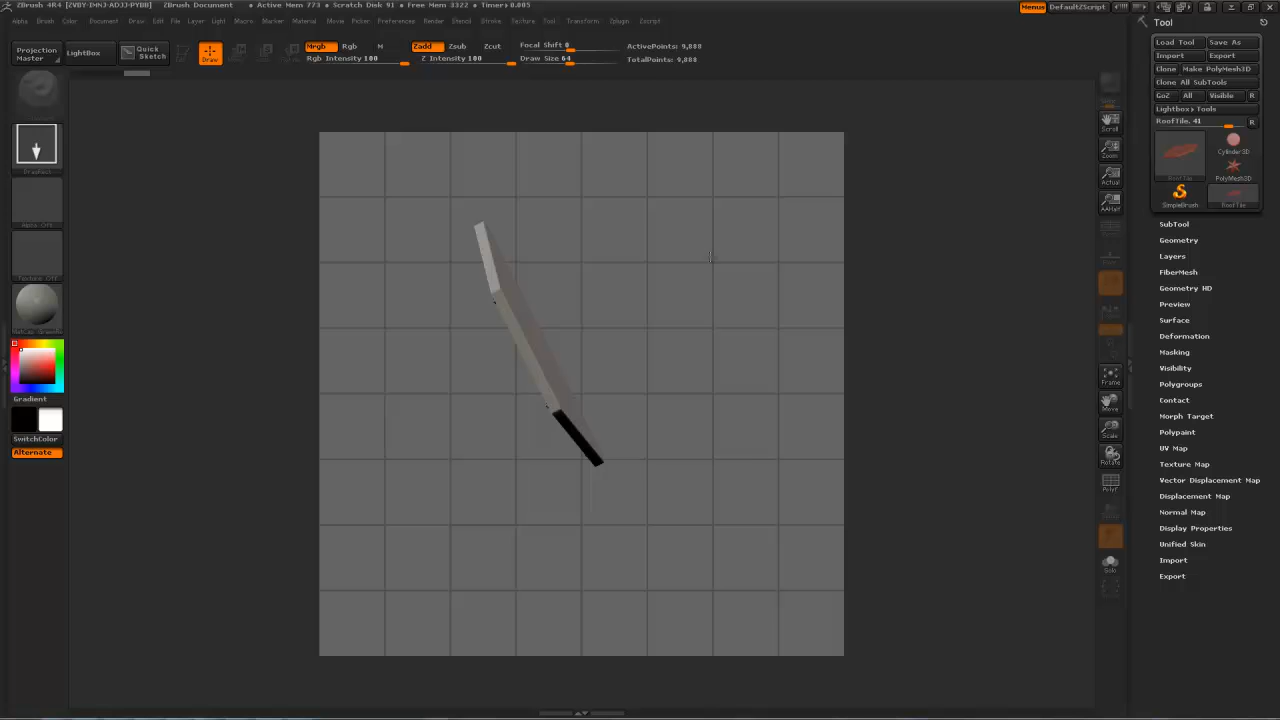 ZBrush 4R4 ZBrush Document • Active Mem 773 • Scratch Disk 91 • Free Mem 3322 • Timer▸0.005
Menus DefaultZScript
Alpha Brush Color Document Draw Edit File Layer Light Macro Marker Material Movie Picker Preferences Render Stencil Stroke Texture Tool Transform Zplugin Zscript
Projection Master
LightBox
Quick Sketch
Draw
Mrgb Rgb M
Rgb Intensity 100
Zadd Zsub Zcut
Z Intensity 100
Focal Shift 0
Draw Size 64
ActivePoints: 9,888
TotalPoints: 9,888
DragRect
Alpha Off
Texture Off
Gradient
SwitchColor
Alternate
Scroll
Zoom
Actual
AAHalf
Frame
Move
Scale
Rotate
PolyF
Solo
Tool
Load Tool Save As
Import Export
Clone Make PolyMesh3D
Clone All SubTools
GoZ All Visible R
Lightbox▸Tools
RoofTile. 41 R
RoofTile
Cylinder3D
PolyMesh3D
SimpleBrush
RoofTile
SubTool
Geometry
Layers
FiberMesh
Geometry HD
Preview
Surface
Deformation
Masking
Visibility
Polygroups
Contact
Morph Target
Polypaint
UV Map
Texture Map
Vector Displacement Map
Displacement Map
Normal Map
Display Properties
Unified Skin
Import
Export